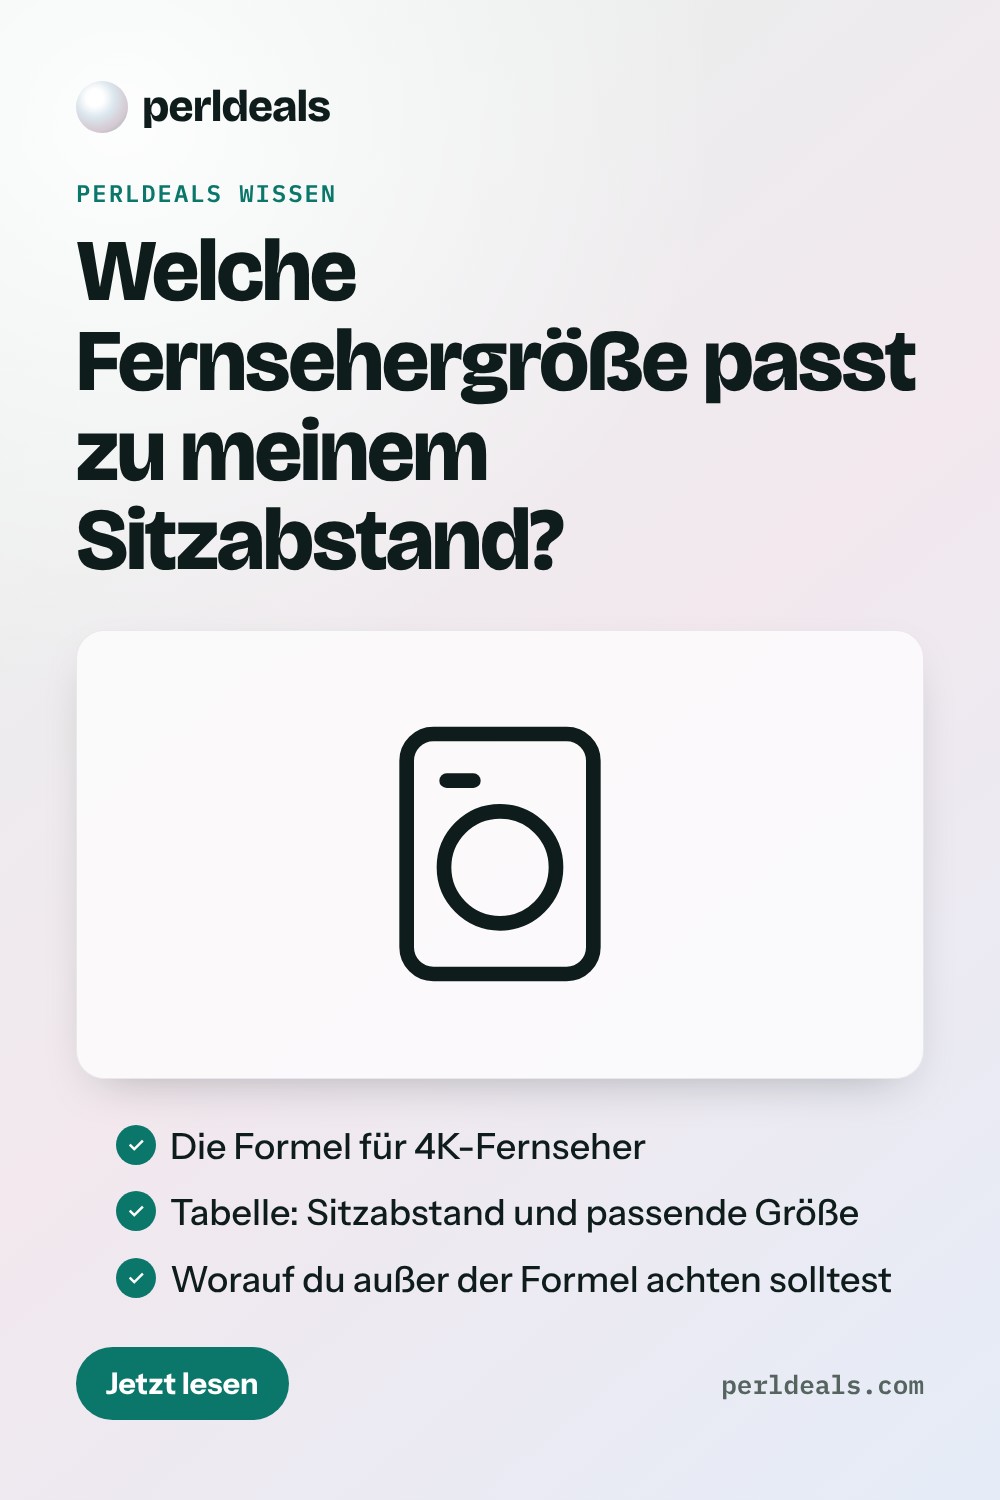 perldeals
PERLDEALS WISSEN
Welche
Fernsehergröße passt
zu meinem
Sitzabstand?
Die Formel für 4K-Fernseher
Tabelle: Sitzabstand und passende Größe
Worauf du außer der Formel achten solltest
Jetzt lesen
perldeals.com